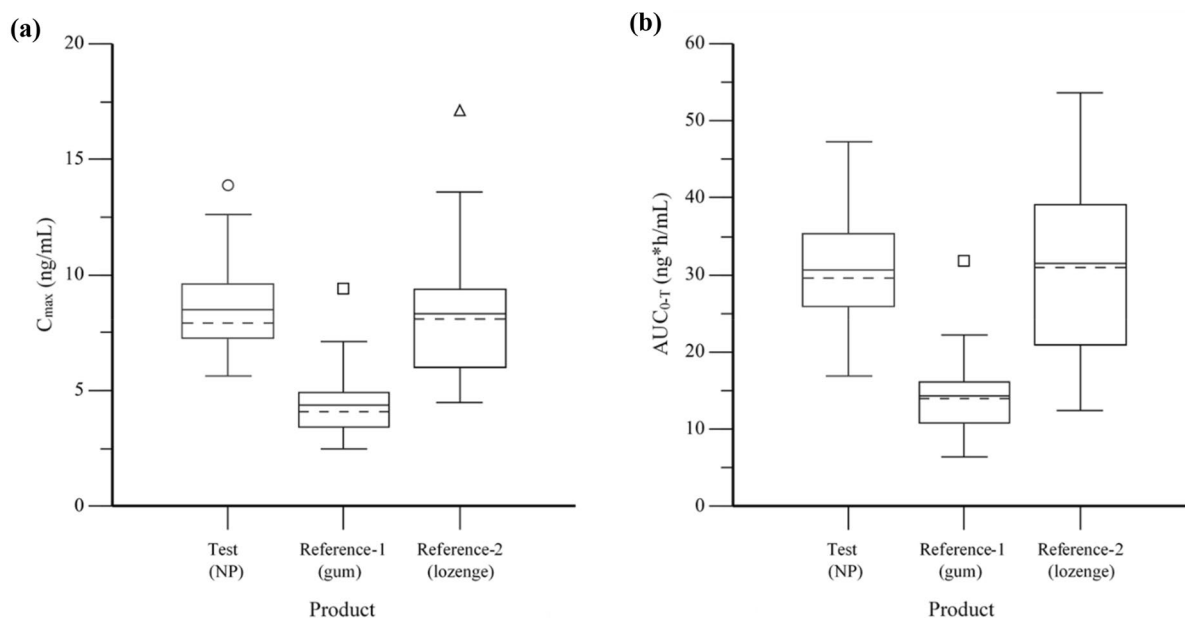 (a)
20
15
10
5
0
Cmax (ng/mL)
Test
(NP)
Reference-1
(gum)
Reference-2
(lozenge)
Product
(b)
60
50
40
30
20
10
0
AUC0-T (ng*h/mL)
Test
(NP)
Reference-1
(gum)
Reference-2
(lozenge)
Product